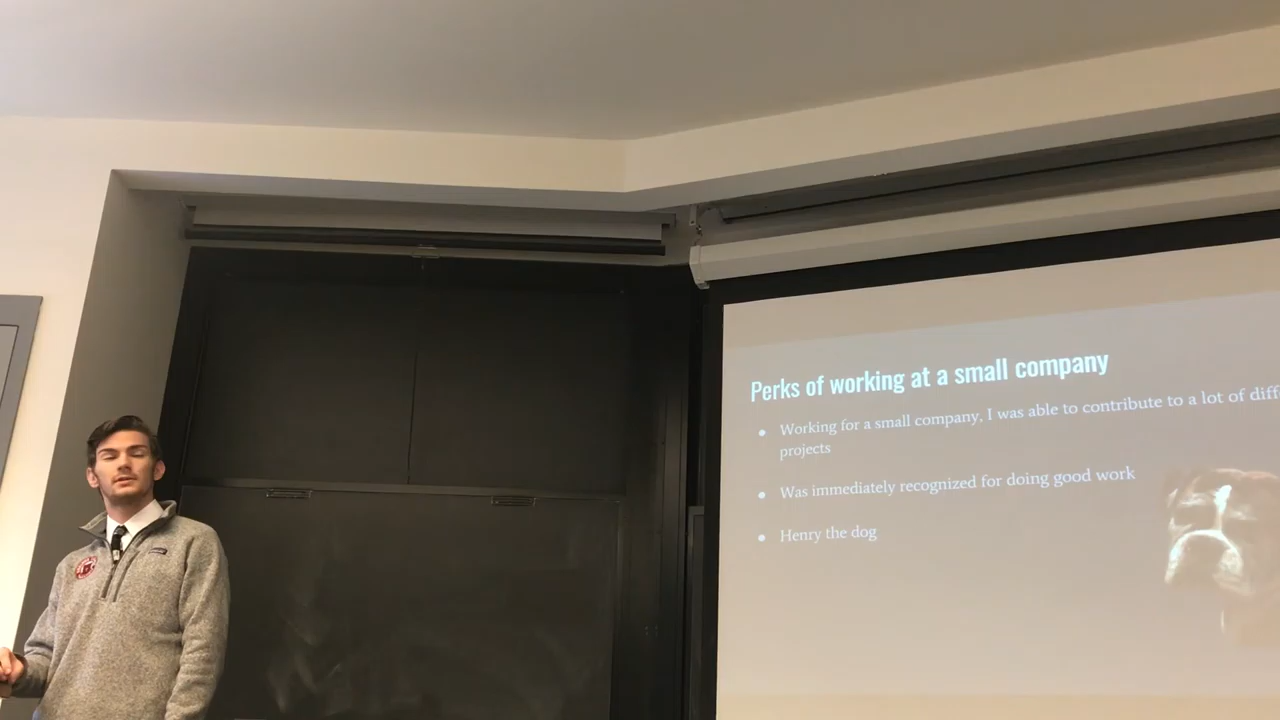 Perks of working at a small company
● Working for a small company, I was able to contribute to a lot of diff
projects
● Was immediately recognized for doing good work
● Henry the dog